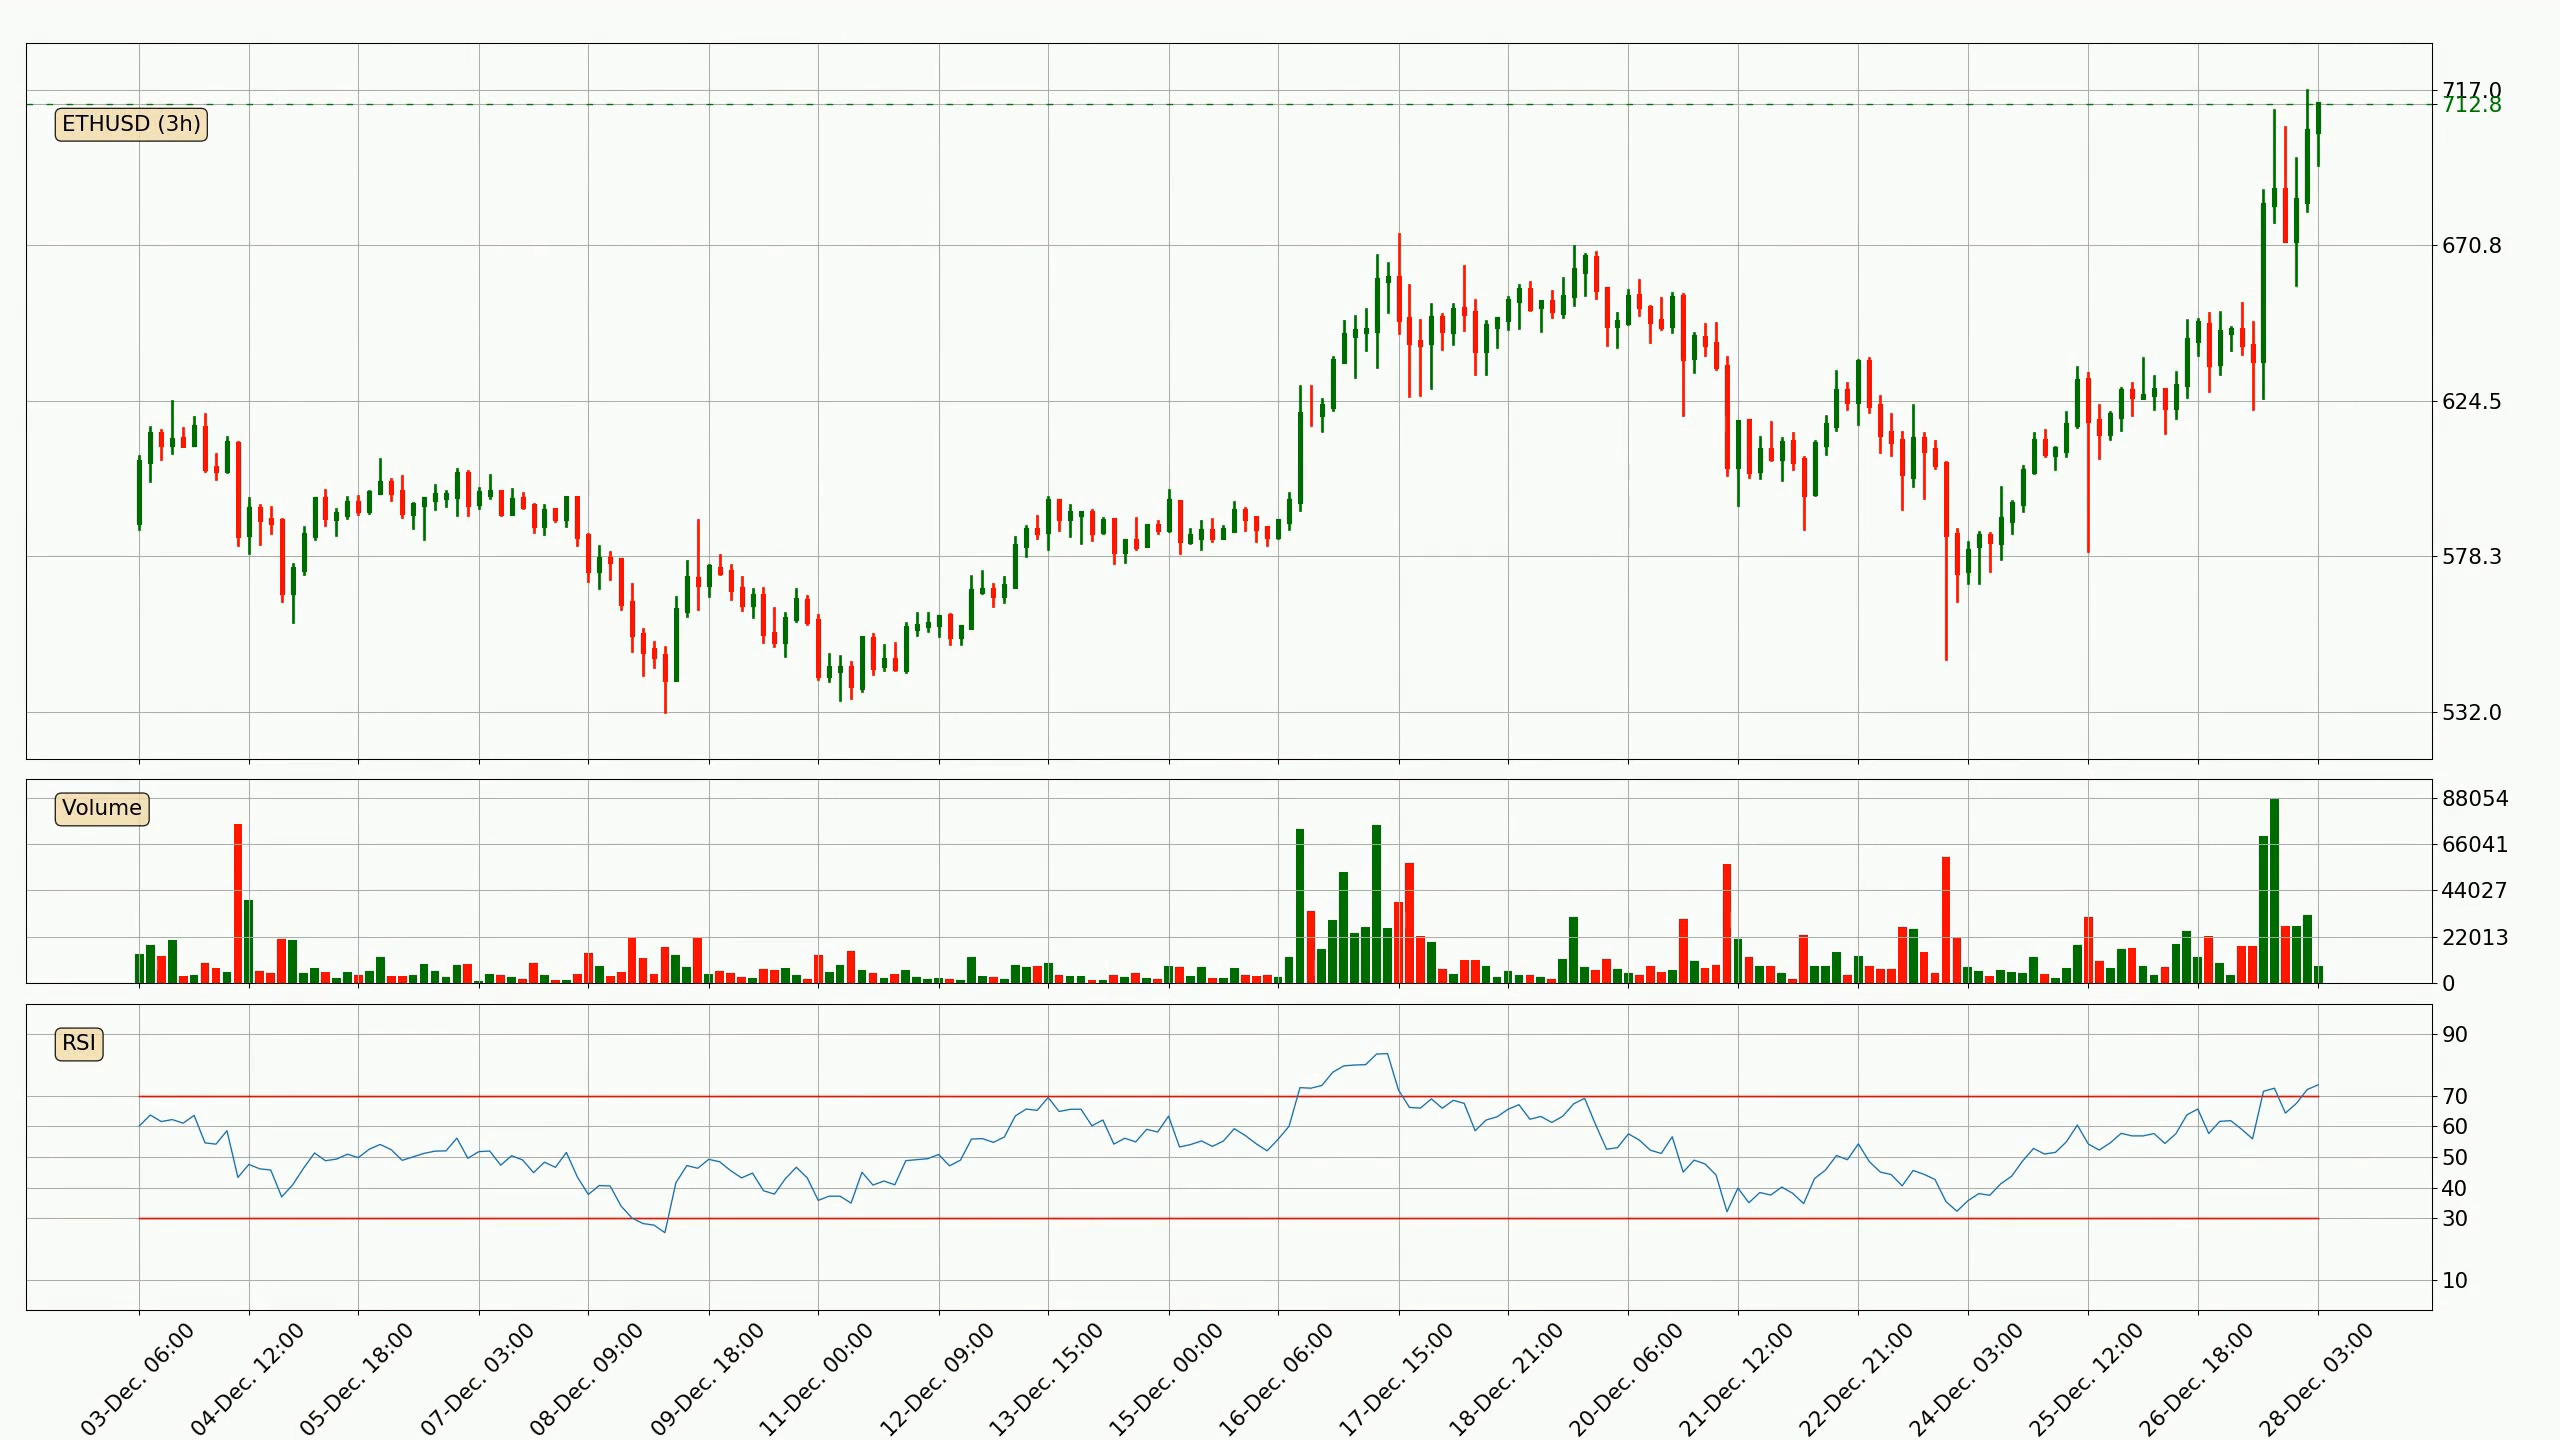 717.0
712.8
ETHUSD (3h)
670.8
624.5
578.3
532.0
Volume
88054
66041
44027
22013
0
RSI
90
70
60
50
40
30
10
03-Dec. 06:00
04-Dec. 12:00
05-Dec. 18:00
07-Dec. 03:00
08-Dec. 09:00
09-Dec. 18:00
11-Dec. 00:00
12-Dec. 09:00
13-Dec. 15:00
15-Dec. 00:00
16-Dec. 06:00
17-Dec. 15:00
18-Dec. 21:00
20-Dec. 06:00
21-Dec. 12:00
22-Dec. 21:00
24-Dec. 03:00
25-Dec. 12:00
26-Dec. 18:00
28-Dec. 03:00